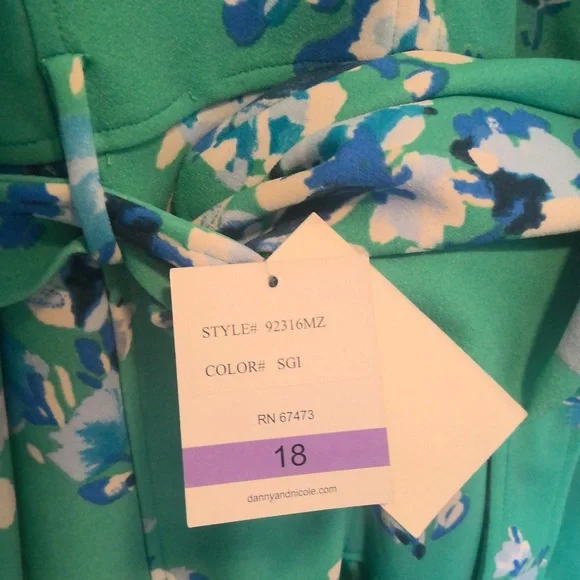 STYLE# 92316MZ
COLOR# SGI
RN 67473
18
dannyandnicole.com